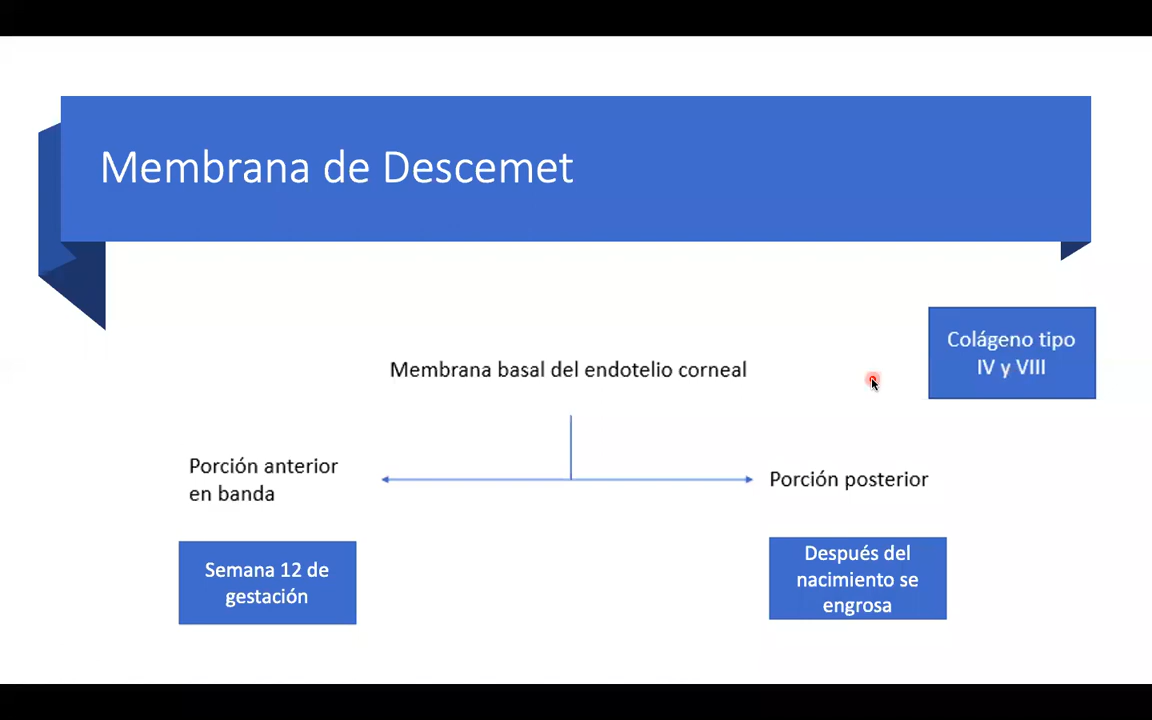 Membrana de Descemet
Colágeno tipo
IV y VIII
Membrana basal del endotelio corneal
Porción anterior
en banda
Porción posterior
Semana 12 de
gestación
Después del
nacimiento se
engrosa